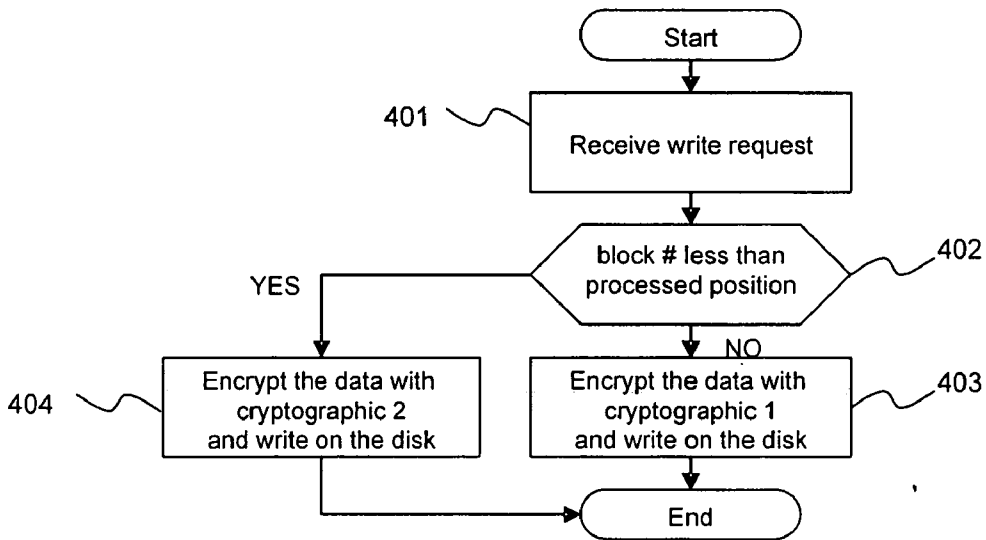 Start
401
Receive write request
block # less than
processed position
402
YES
NO
404
Encrypt the data with
cryptographic 2
and write on the disk
Encrypt the data with
cryptographic 1
and write on the disk
403
End